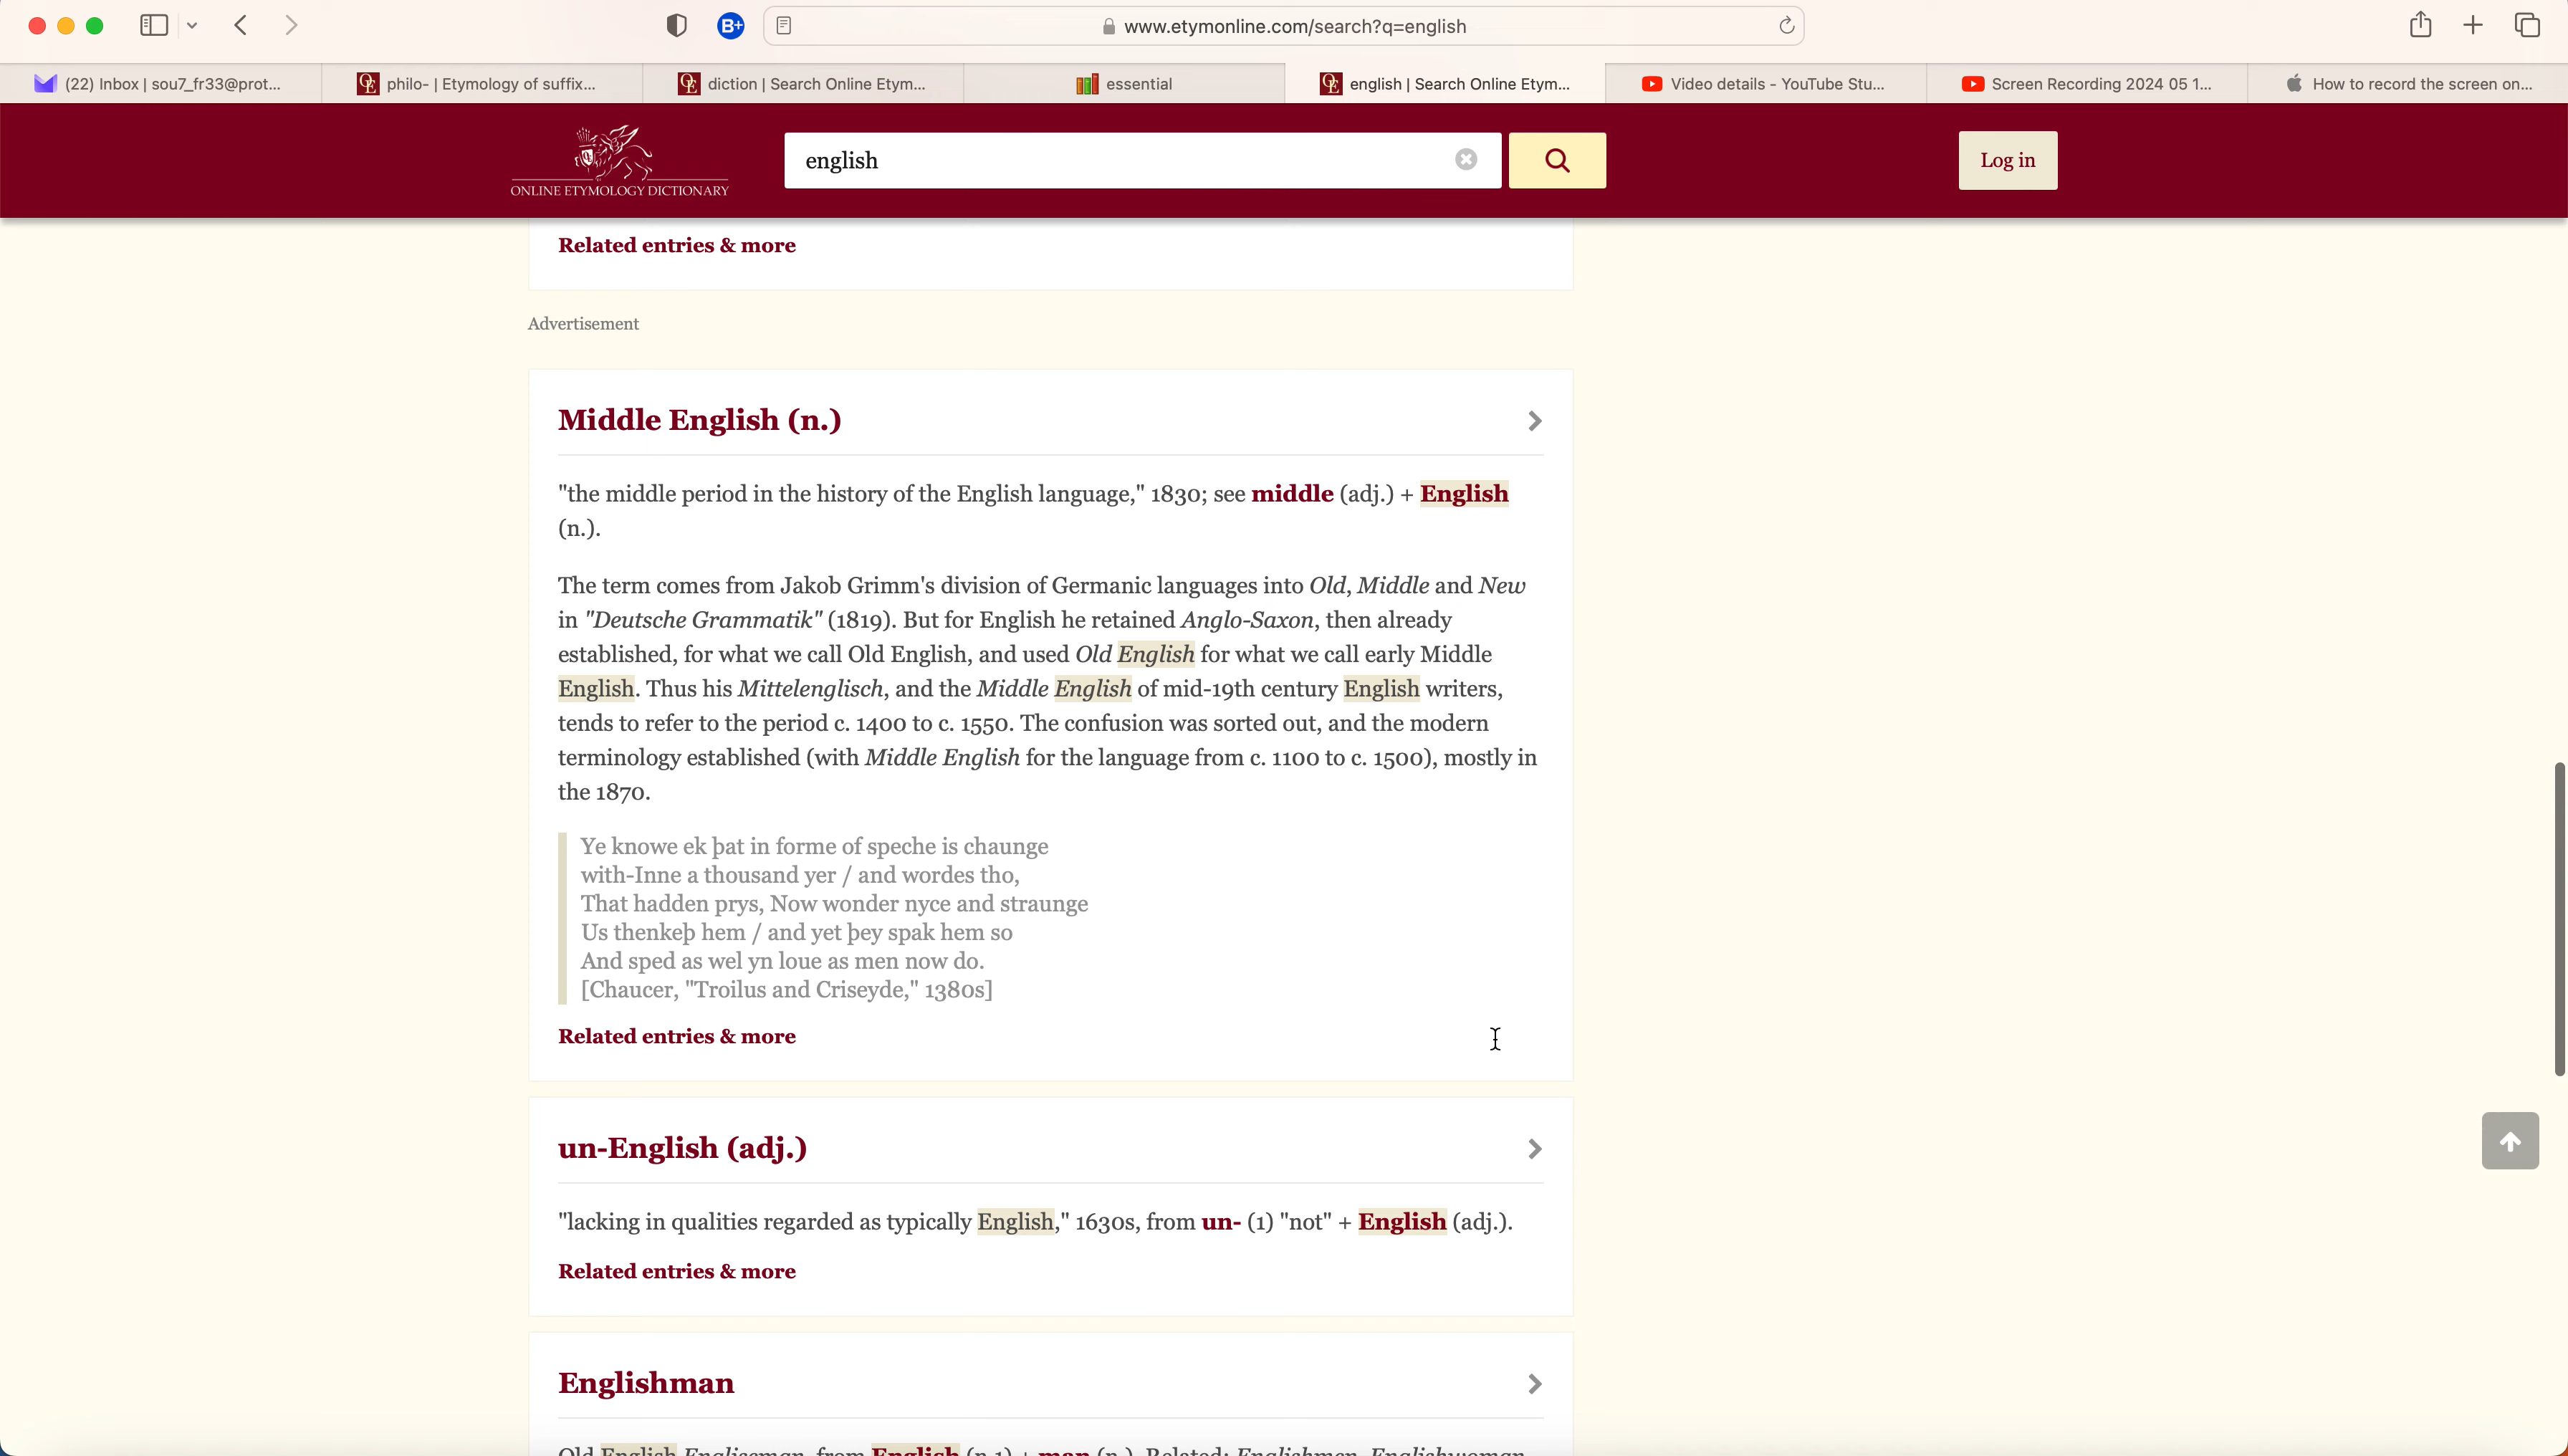 www.etymonline.com/search?q=english
(22) Inbox | sou7_fr33@prot...
philo- | Etymology of suffix...
diction | Search Online Etym...
essential
english | Search Online Etym...
Video details - YouTube Stu...
Screen Recording 2024 05 1...
How to record the screen on...
ONLINE ETYMOLOGY DICTIONARY
english
Log in
Related entries & more
Advertisement
Middle English (n.)
"the middle period in the history of the English language," 1830; see middle (adj.) + English
(n.).
The term comes from Jakob Grimm's division of Germanic languages into Old, Middle and New
in "Deutsche Grammatik" (1819). But for English he retained Anglo-Saxon, then already
established, for what we call Old English, and used Old English for what we call early Middle
English. Thus his Mittelenglisch, and the Middle English of mid-19th century English writers,
tends to refer to the period c. 1400 to c. 1550. The confusion was sorted out, and the modern
terminology established (with Middle English for the language from c. 1100 to c. 1500), mostly in
the 1870.
Ye knowe ek þat in forme of speche is chaunge
with-Inne a thousand yer / and wordes tho,
That hadden prys, Now wonder nyce and straunge
Us thenkeþ hem / and yet þey spak hem so
And sped as wel yn loue as men now do.
[Chaucer, "Troilus and Criseyde," 1380s]
Related entries & more
un-English (adj.)
"lacking in qualities regarded as typically English," 1630s, from un- (1) "not" + English (adj.).
Related entries & more
Englishman
Old English Engliscman, from English (n.1) + man (n.). Related: Englishmen, Englishwoman